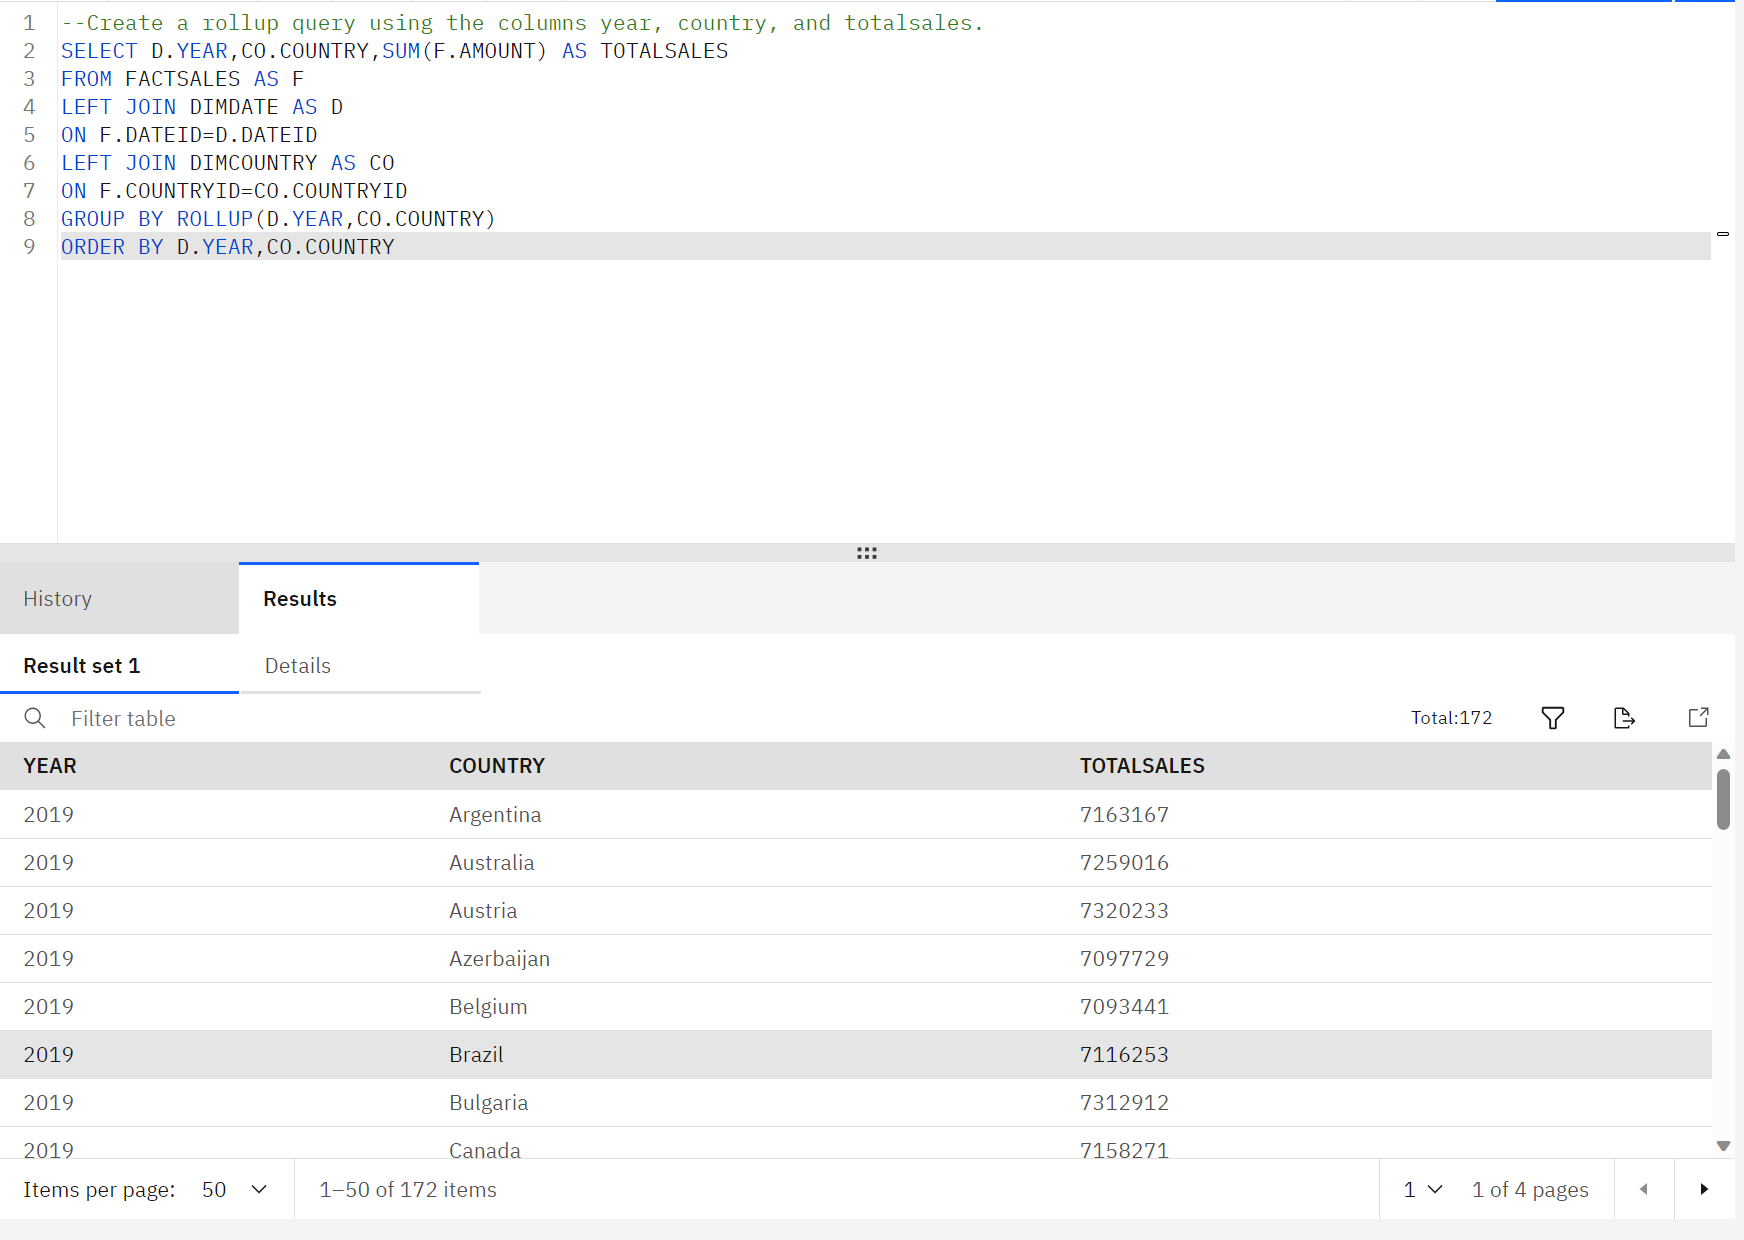 1 --Create a rollup query using the columns year, country, and totalsales.
2 SELECT D.YEAR,CO.COUNTRY,SUM(F.AMOUNT) AS TOTALSALES
3 FROM FACTSALES AS F
4 LEFT JOIN DIMDATE AS D
5 ON F.DATEID=D.DATEID
6 LEFT JOIN DIMCOUNTRY AS CO
7 ON F.COUNTRYID=CO.COUNTRYID
8 GROUP BY ROLLUP(D.YEAR,CO.COUNTRY)
9 ORDER BY D.YEAR,CO.COUNTRY
History Results
Result set 1 Details
Filter table Total:172
YEAR COUNTRY TOTALSALES
2019 Argentina 7163167
2019 Australia 7259016
2019 Austria 7320233
2019 Azerbaijan 7097729
2019 Belgium 7093441
2019 Brazil 7116253
2019 Bulgaria 7312912
2019 Canada 7158271
Items per page: 50 1–50 of 172 items 1 1 of 4 pages